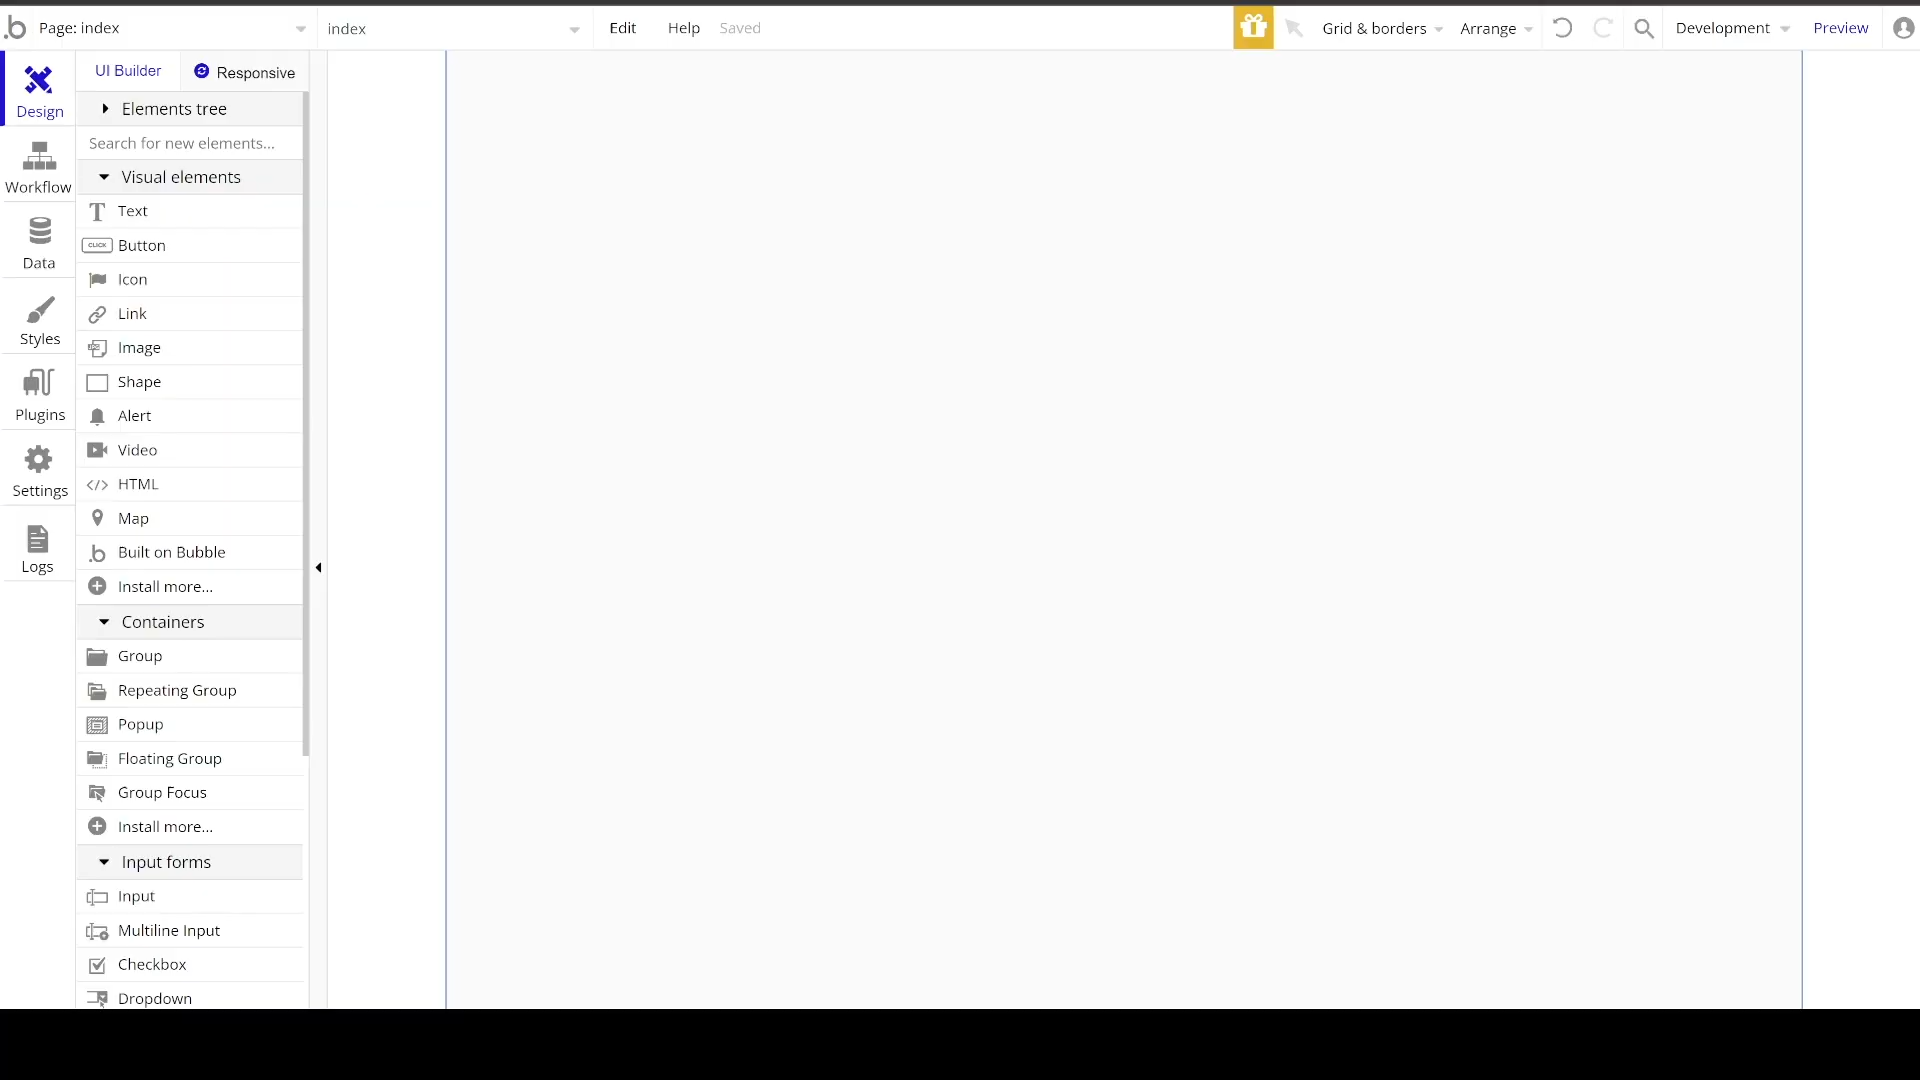 Page: index
index
Edit
Help
Saved
Grid & borders
Arrange
Development
Preview
Design
Workflow
Data
Styles
Plugins
Settings
Logs
UI Builder
Responsive
Elements tree
Search for new elements...
Visual elements
Text
CLICK
Button
Icon
Link
Image
Shape
Alert
Video
HTML
Map
Built on Bubble
Install more...
Containers
Group
Repeating Group
Popup
Floating Group
Group Focus
Install more...
Input forms
Input
Multiline Input
Checkbox
Dropdown